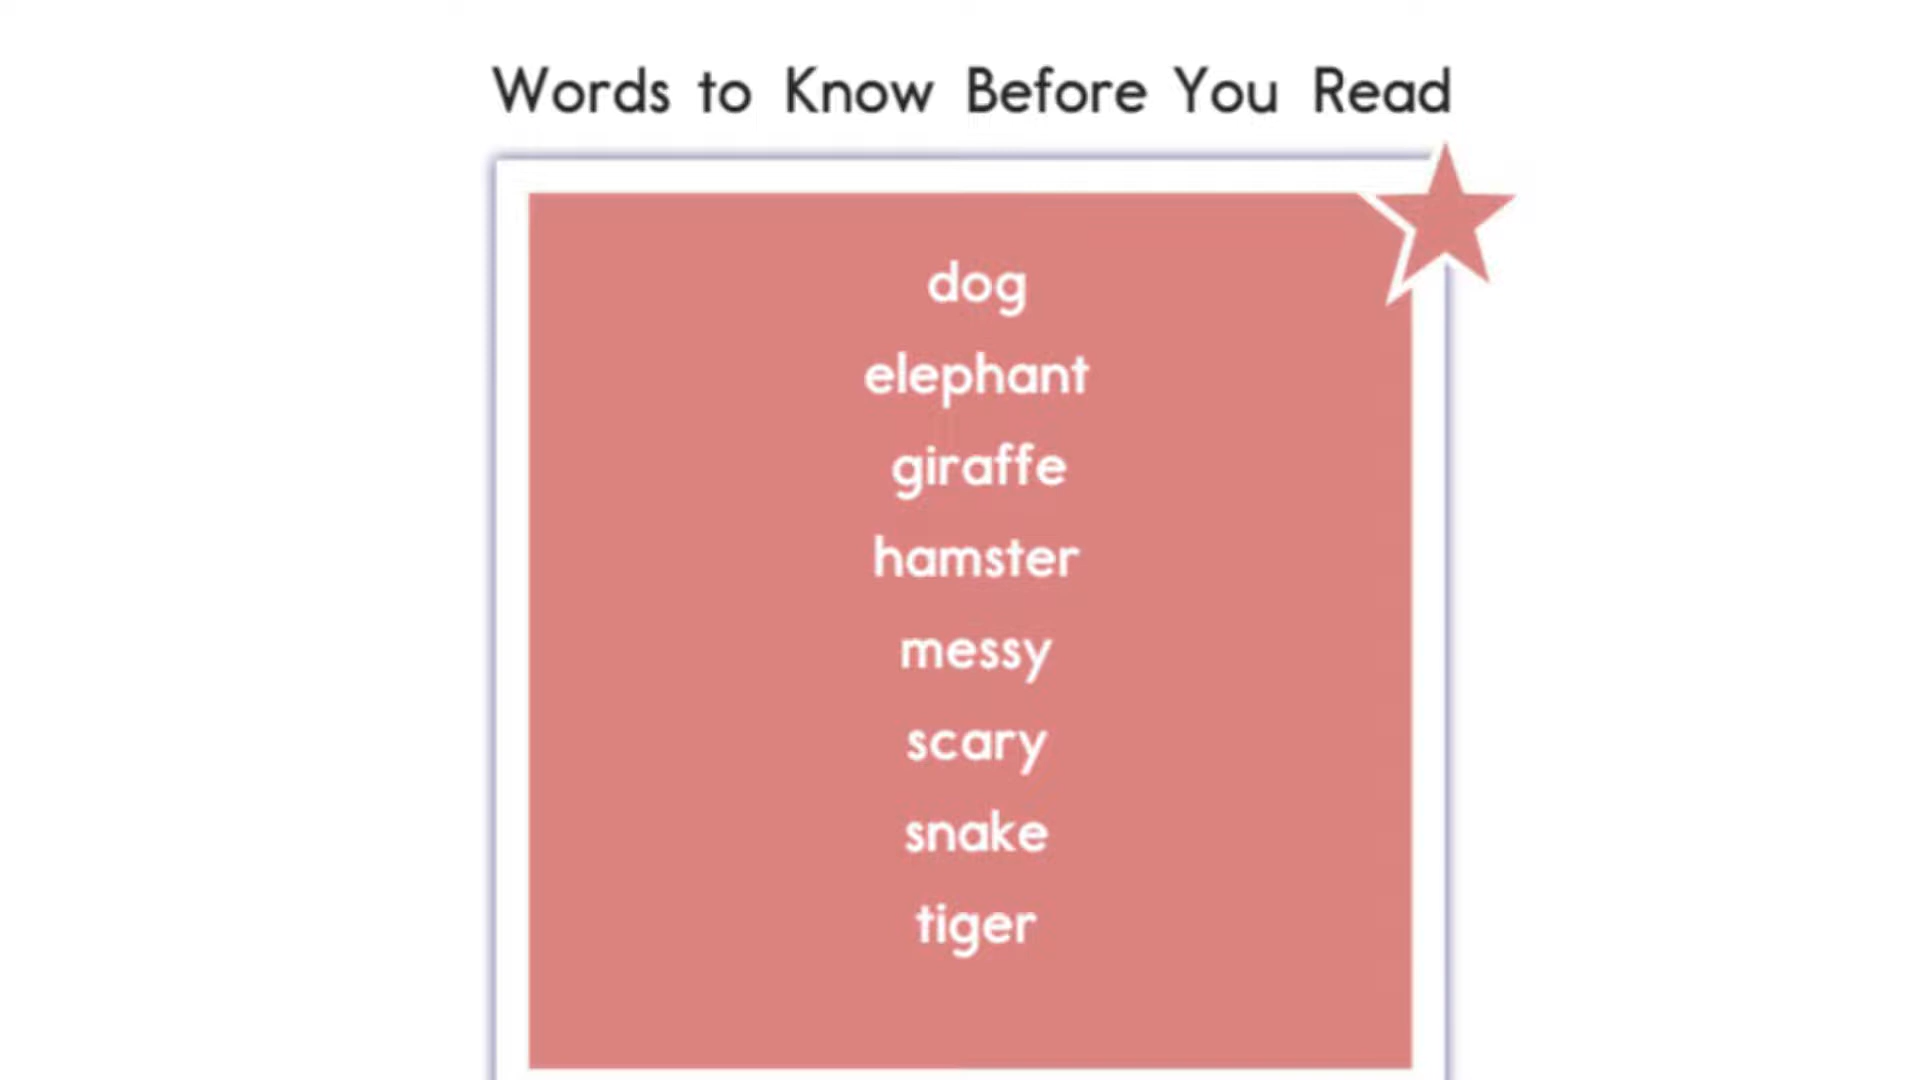 Words to Know Before You Read
dog
elephant
giraffe
hamster
messy
scary
snake
tiger